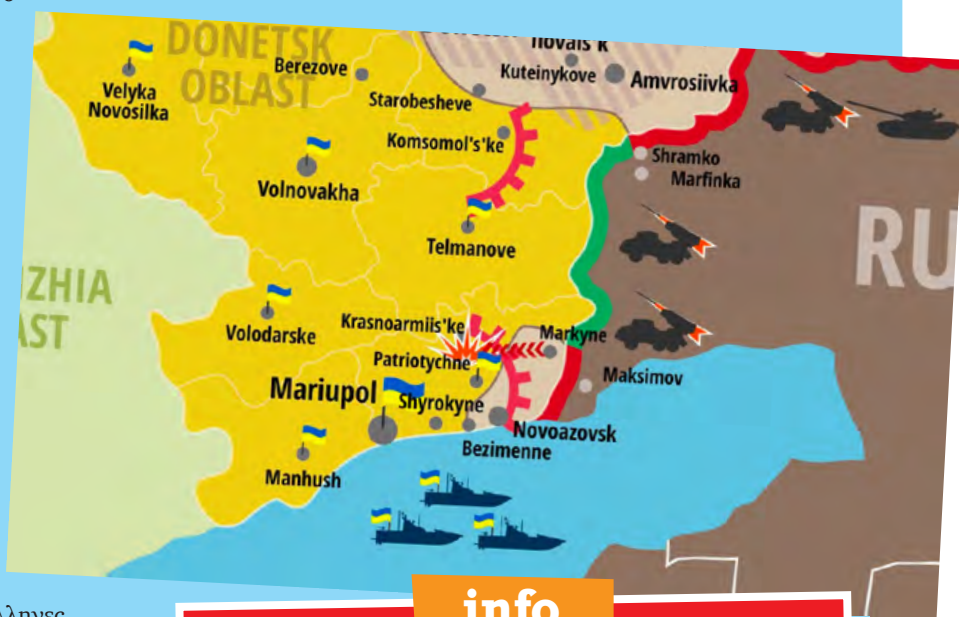 DONETSK
OBLAST
Berezove
Kuteinykove
Amvrosiivka
Velyka
Novosilka
Starobesheve
Komsomol's'ke
Shramko
Marfinka
Volnovakha
Telmanove
RU
IZHIA
AST
Volodarske
Krasnoarmiis'ke
Markyne
Patriotychne
Maksimov
Mariupol
Shyrokyne
Novoazovsk
Bezimenne
Manhush
info